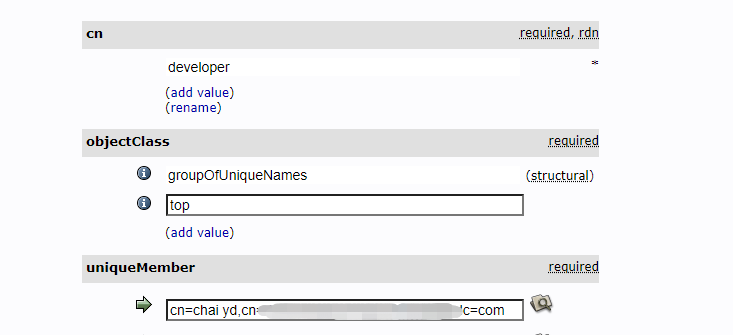 cn required, rdn
developer *
(add value)
(rename)
objectClass required
groupOfUniqueNames (structural)
top
(add value)
uniqueMember required
cn=chai yd,cn= c=com